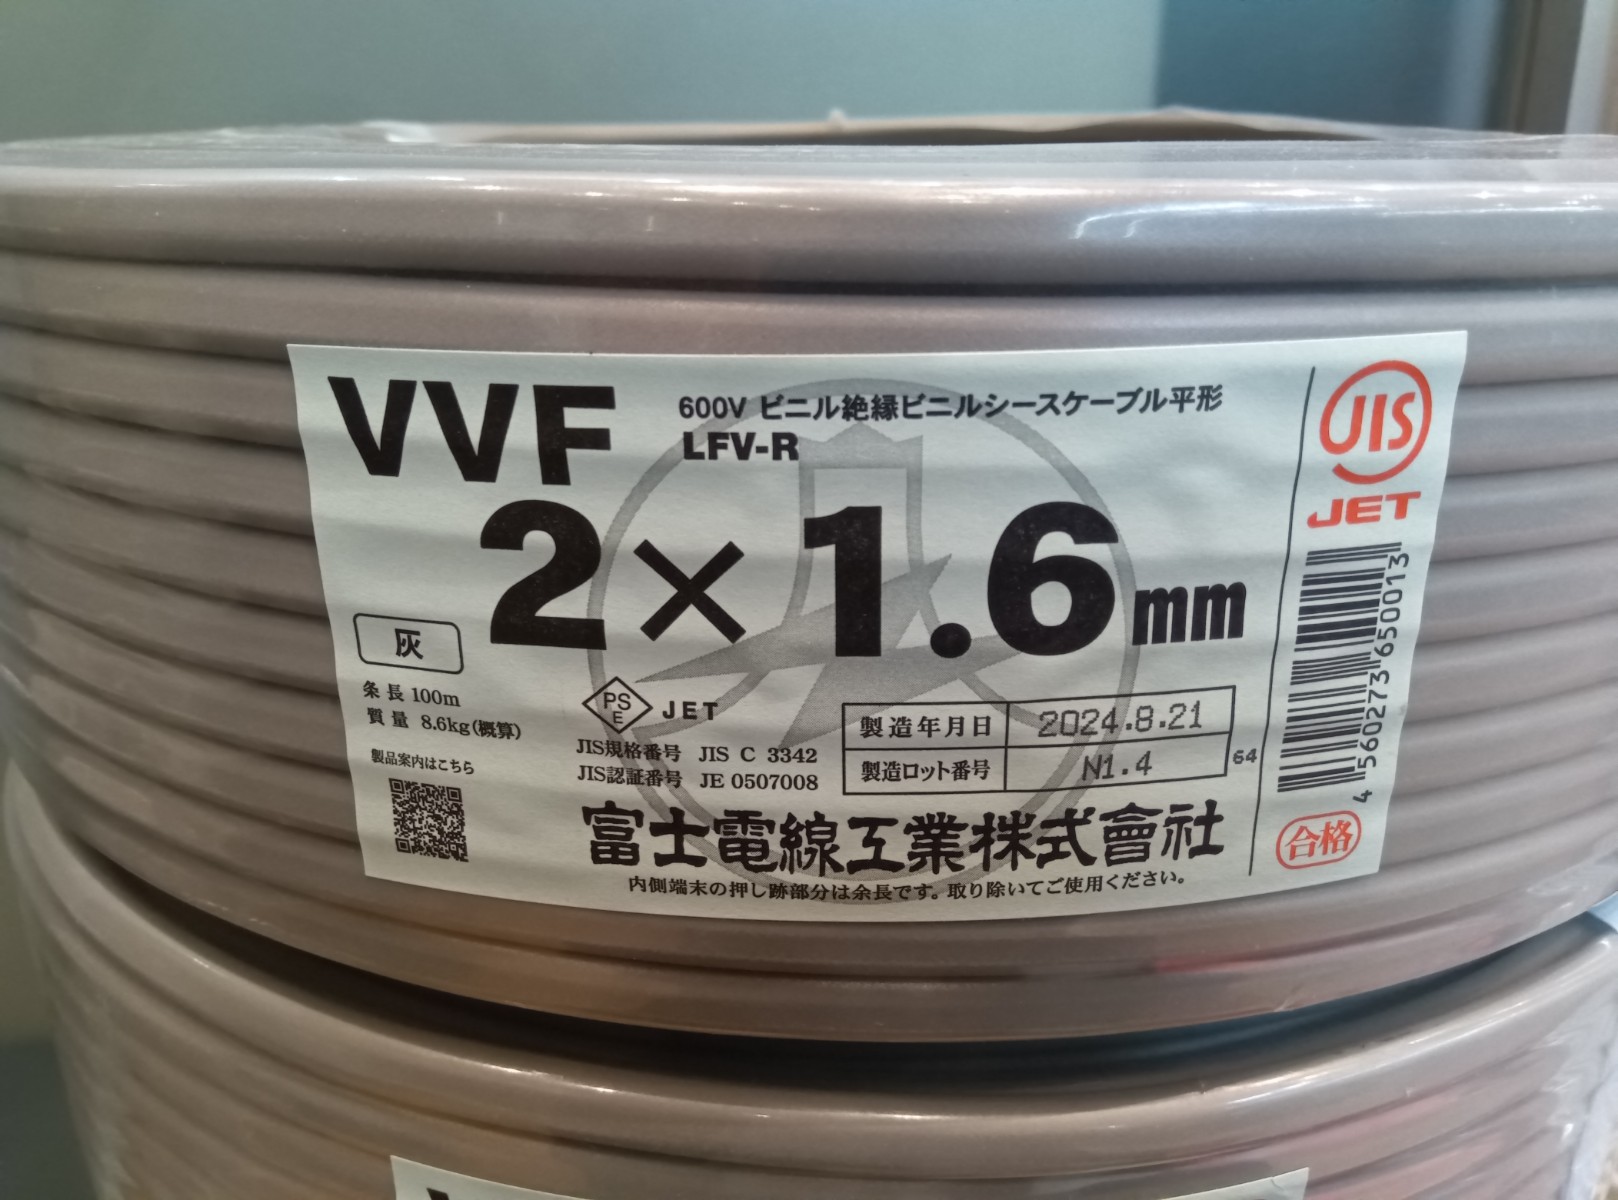 VVF
600V ビニル絶縁ビニルシースケーブル平形
LFV-R
2×1.6mm
灰
条長 100m
質量 8.6kg(概算)
製品案内はこちら
PS
E
JET
JIS規格番号 JIS C 3342
JIS認証番号 JE 0507008
製造年月日 2024.8.21
製造ロット番号 N1.4
64
富士電線工業株式會社
内側端末の押し跡部分は余長です。取り除いてご使用ください。
JIS
JET
4560273650013
合格